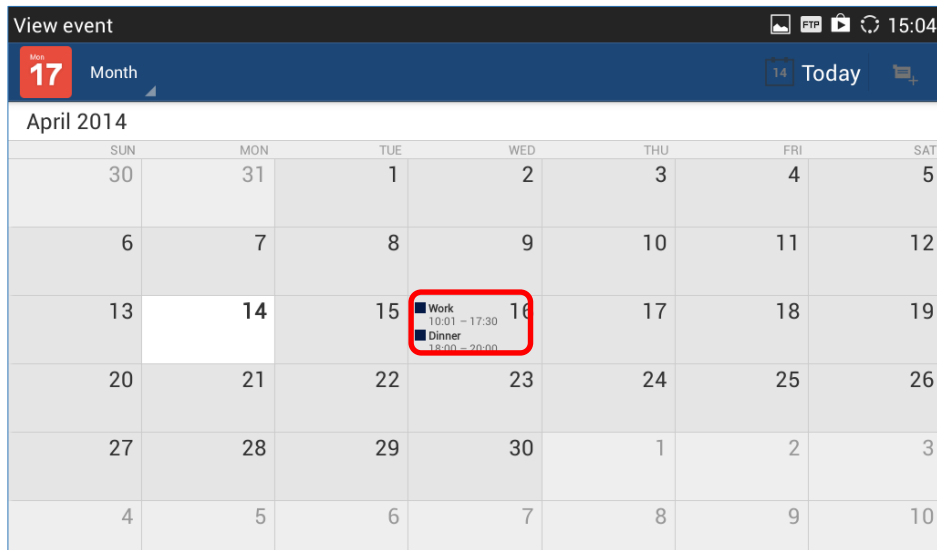 View event FTP 15:04
Mon
17 Month 14 Today
April 2014
SUN MON TUE WED THU FRI SAT
30 31 1 2 3 4 5
6 7 8 9 10 11 12
13 14 15 16 17 18 19
Work
10:01 – 17:30
Dinner
18:00 – 20:00
20 21 22 23 24 25 26
27 28 29 30 1 2 3
4 5 6 7 8 9 10